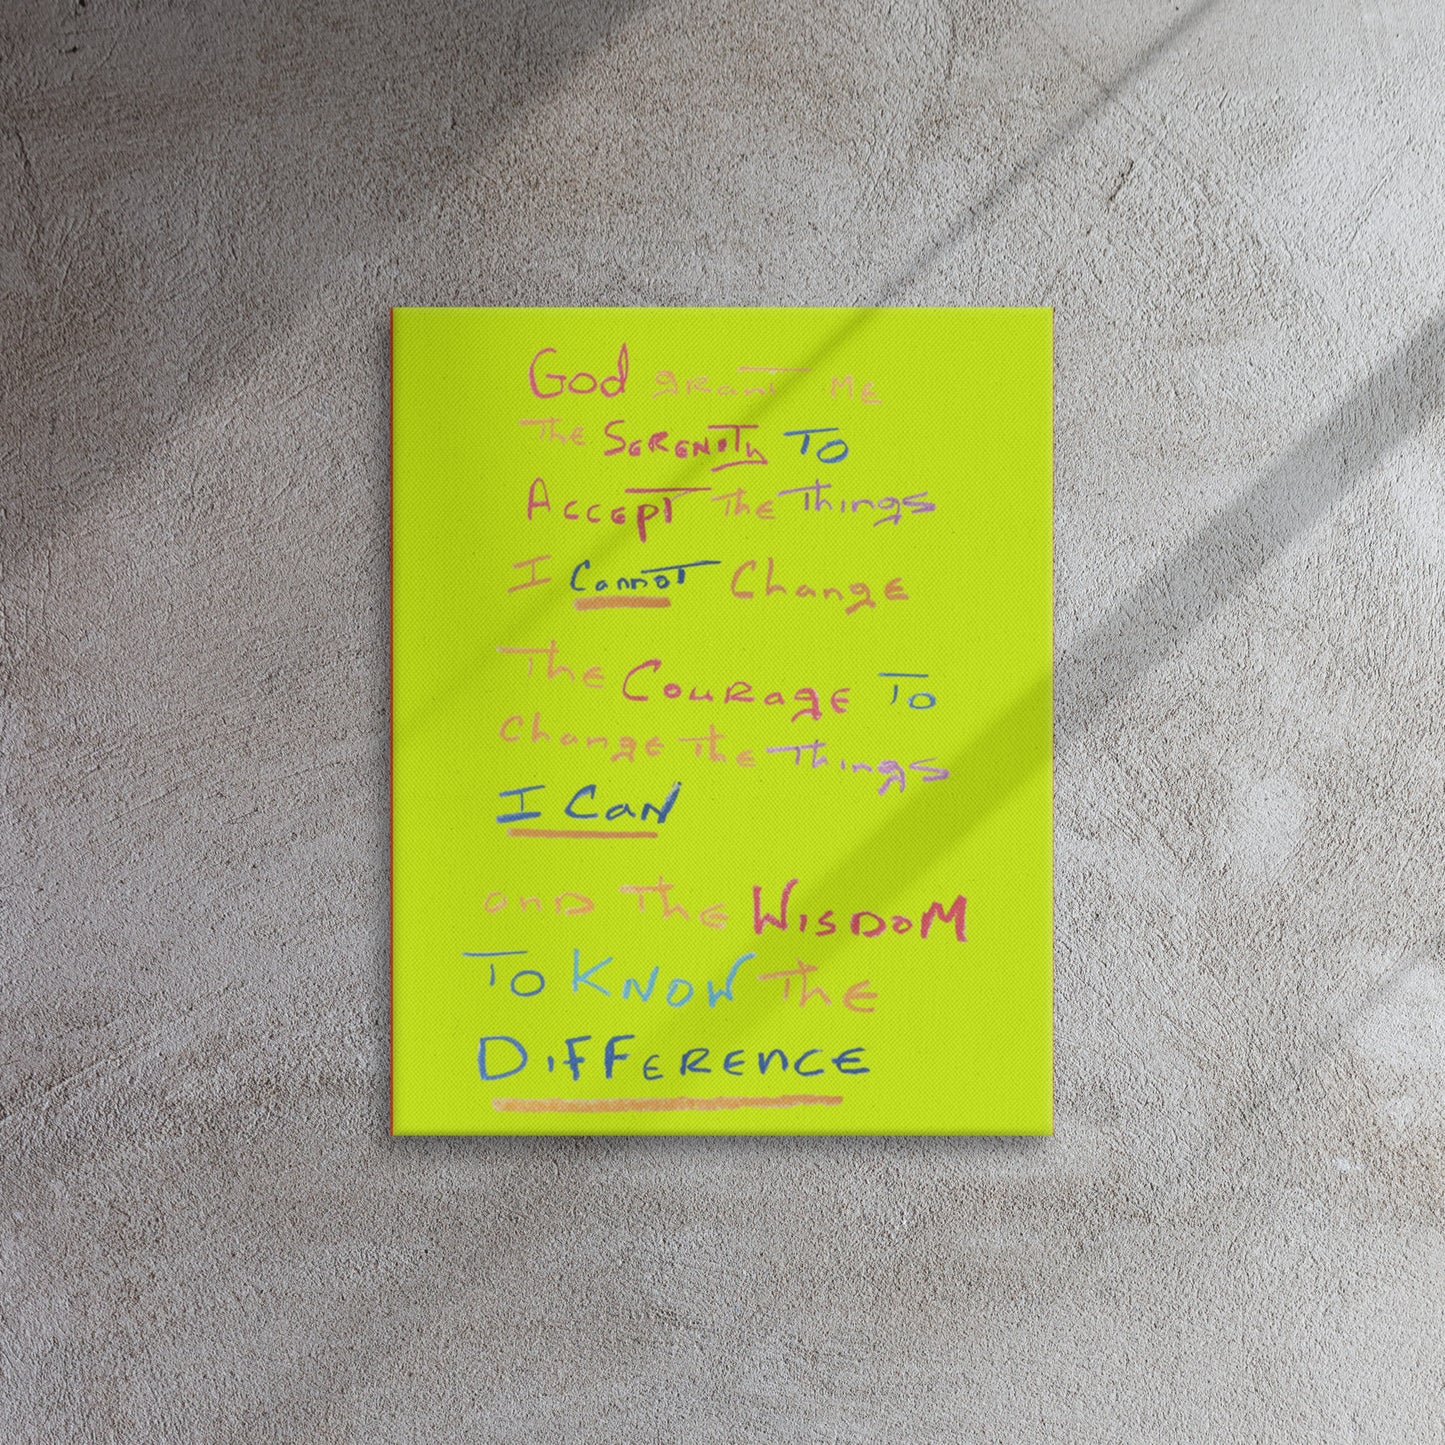 God grant ME
The SERENITY TO
Accept The Things
I Cannot Change
The Courage To
Change The Things
I Can
and The WISDOM
TO KNOW The
DIFFERENCE